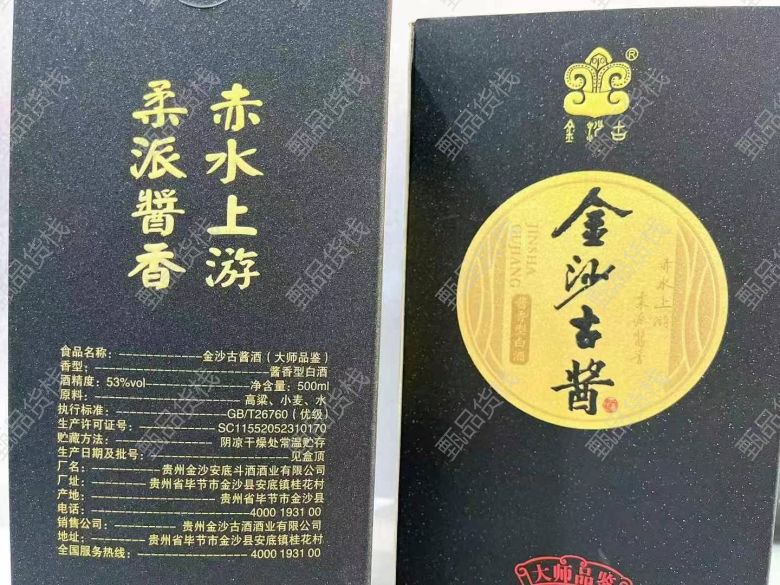 赤水上游
柔派醬香
食品名称：金沙古酱酒（大师品鉴）
香型：酱香型白酒
酒精度：53%vol 净含量：500ml
原料：高粱、小麦、水
执行标准：GB/T26760（优级）
生产许可证号：SC11552052310170
贮藏方法：阴凉干燥处常温贮存
生产日期及批号：见盒顶
厂名：贵州金沙安底斗酒酒业有限公司
厂址：贵州省毕节市金沙县安底镇桂花村
产地：贵州省毕节市金沙县
电话：4000 1931 00
销售公司：贵州金沙古酒酒业有限公司
地址：贵州省毕节市金沙县安底镇桂花村
全国服务热线：4000 1931 00
®
金沙古
金沙古醬
JINSHA
GUJIANG
酱香型白酒
赤水上游
柔派醬香
大师品鉴
甄品货栈